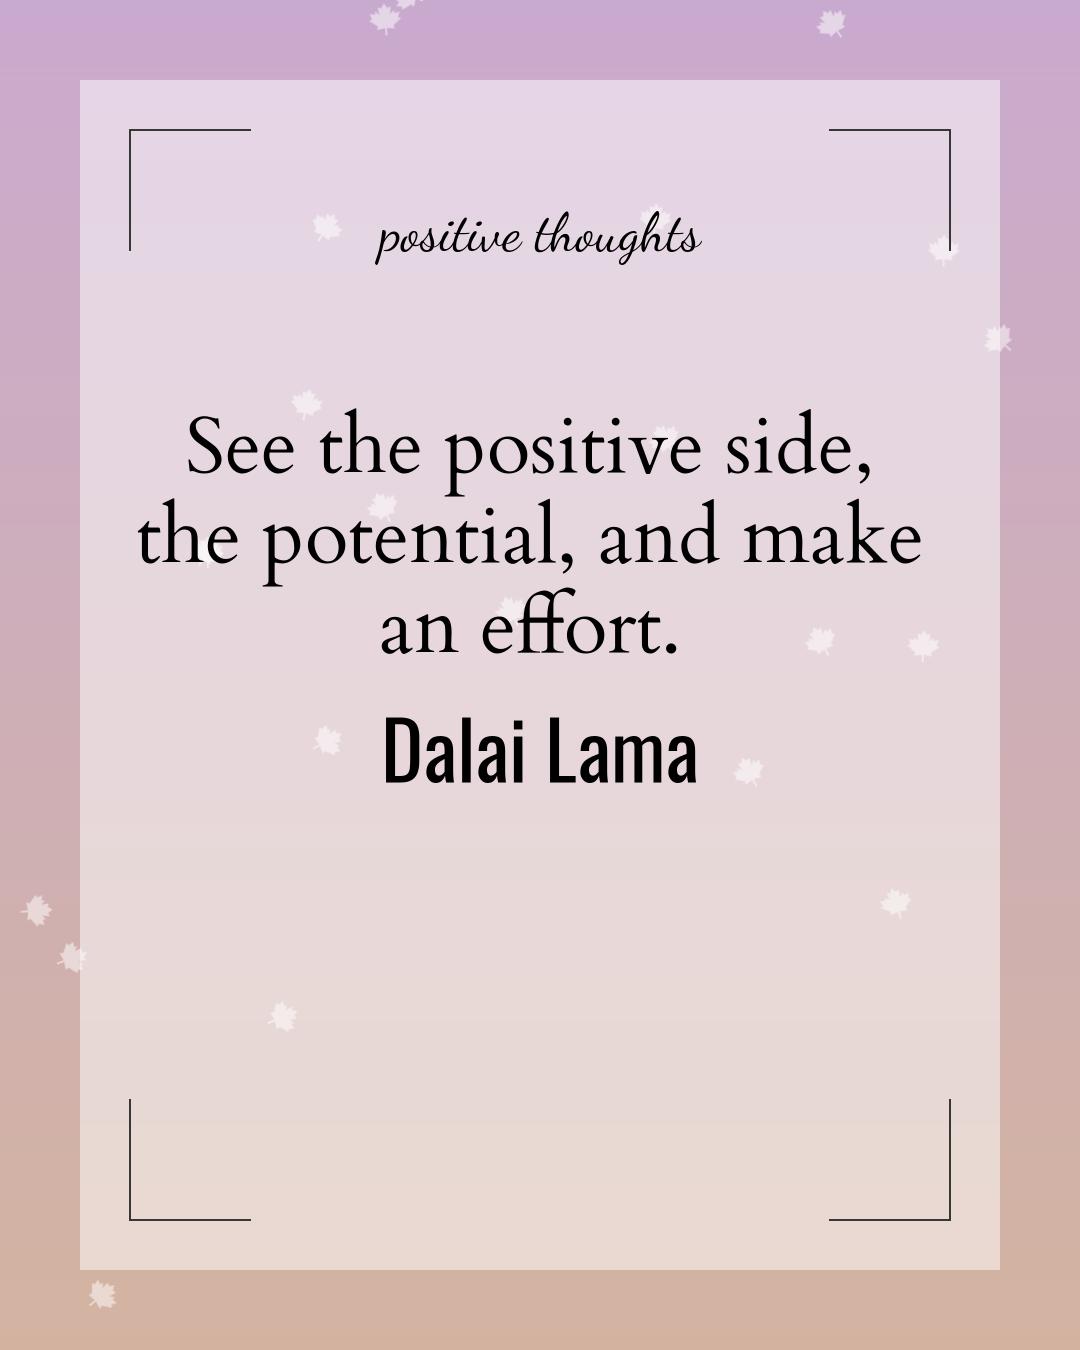 positive thoughts
See the positive side,
the potential, and make
an effort.
Dalai Lama